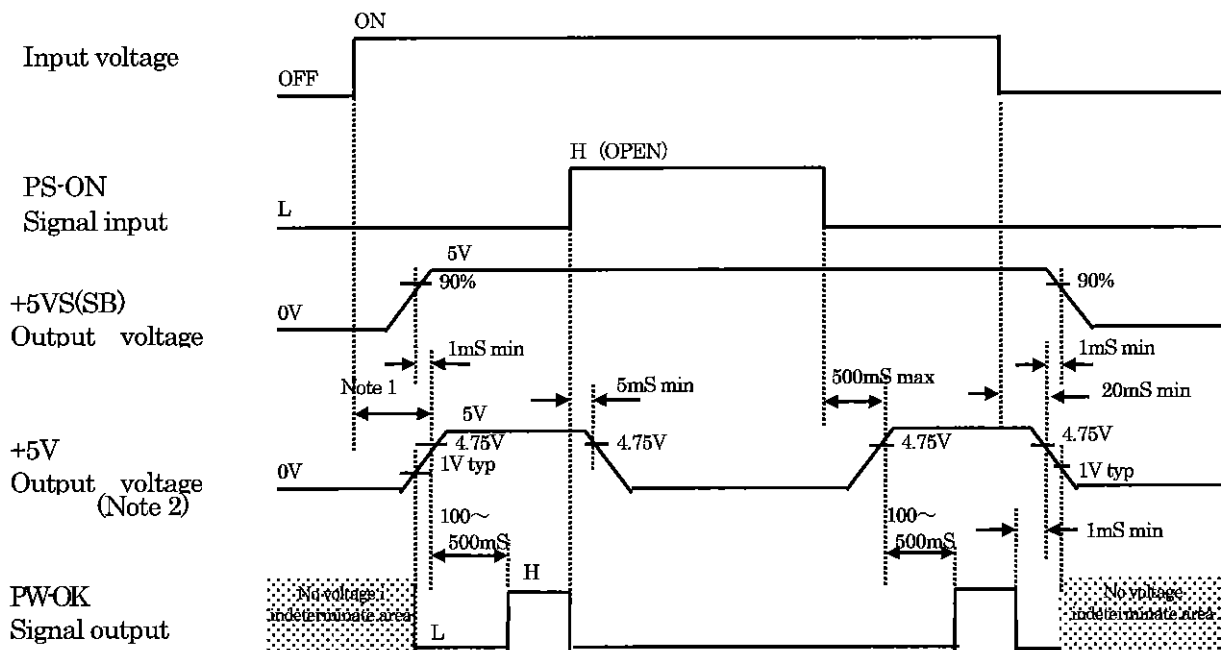 ON
Input voltage
OFF
H (OPEN)
PS-ON
Signal input
L
5V
90%
90%
+5VS(SB)
Output voltage
0V
1mS min
1mS min
Note 1
5mS min
500mS max
20mS min
5V
4.75V
4.75V
4.75V
4.75V
+5V
Output voltage
(Note 2)
0V
1V typ
1V typ
100～
500mS
100～
500mS
1mS min
PW-OK
Signal output
No voltage
indeterminate area
H
L
No voltage
indeterminate area